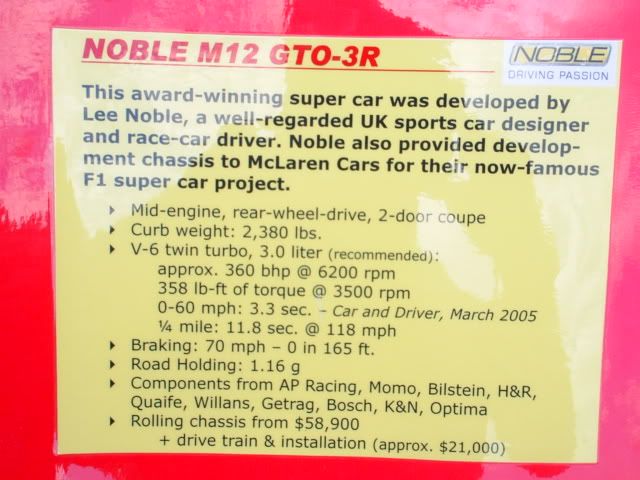 NOBLE M12 GTO-3R
NOBLE
DRIVING PASSION
This award-winning super car was developed by
Lee Noble, a well-regarded UK sports car designer
and race-car driver. Noble also provided develop-
ment chassis to McLaren Cars for their now-famous
F1 super car project.
Mid-engine, rear-wheel-drive, 2-door coupe
Curb weight: 2,380 lbs.
V-6 twin turbo, 3.0 liter (recommended):
approx. 360 bhp @ 6200 rpm
358 lb-ft of torque @ 3500 rpm
0-60 mph: 3.3 sec. – Car and Driver, March 2005
¼ mile: 11.8 sec. @ 118 mph
Braking: 70 mph – 0 in 165 ft.
Road Holding: 1.16 g
Components from AP Racing, Momo, Bilstein, H&R,
Quaife, Willans, Getrag, Bosch, K&N, Optima
Rolling chassis from $58,900
+ drive train & installation (approx. $21,000)